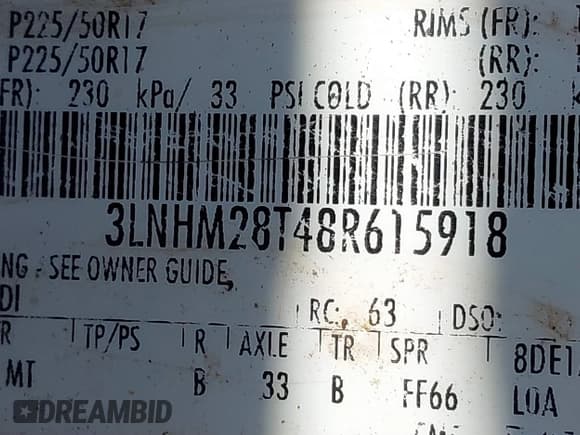 P225/50R17 RIMS (FR):
P225/50R17 (RR):
FR): 230 kPa/ 33 PSI COLD (RR): 230
3LNHM28T48R615918
NG - SEE OWNER GUIDE,
DI
RC: 63 DSO:
R TP/PS R AXLE TR SPR 8DE1
MT B 33 B FF66 LOA
DREAMBID